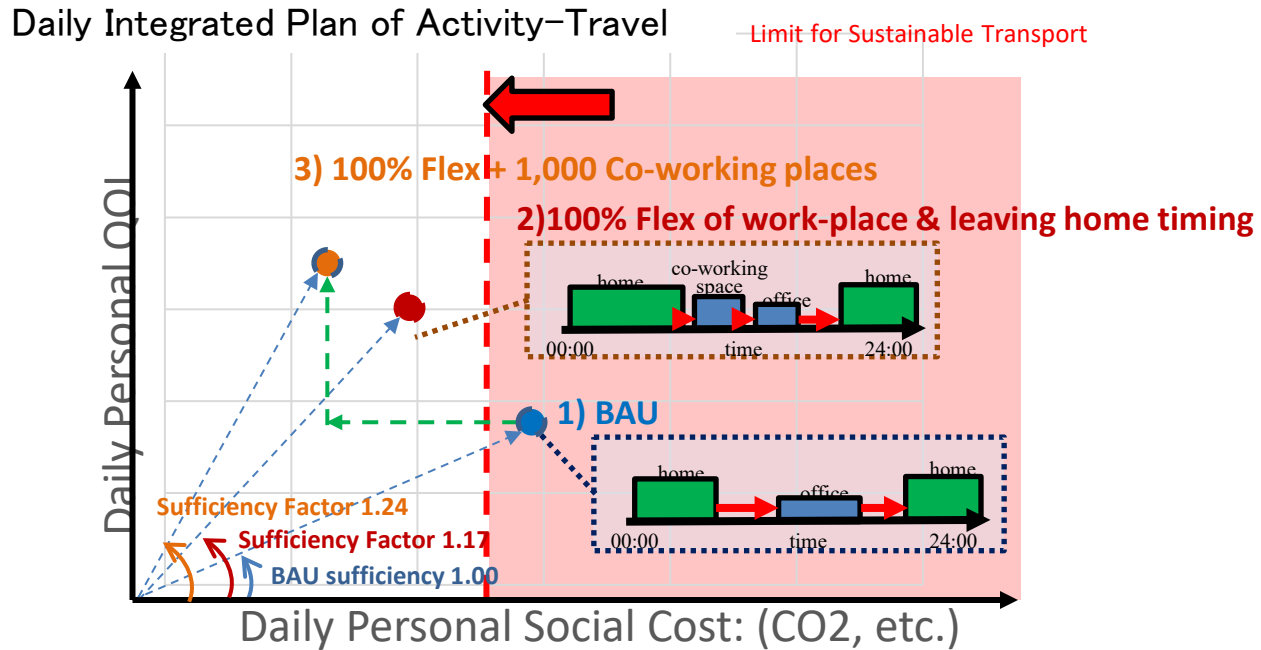 Daily Integrated Plan of Activity-Travel
Limit for Sustainable Transport
3) 100% Flex + 1,000 Co-working places
2)100% Flex of work-place & leaving home timing
home
co-working
space
office
home
00:00
time
24:00
1) BAU
home
office
home
00:00
time
24:00
Sufficiency Factor 1.24
Sufficiency Factor 1.17
BAU sufficiency 1.00
Daily Personal QOL
Daily Personal Social Cost: (CO2, etc.)